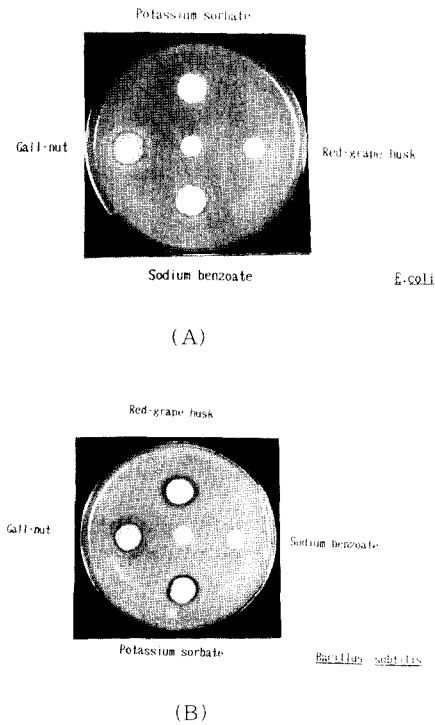 Potassium sorbate
Gall-nut
Red-grape husk
Sodium benzoate
E.coli
(A)
Red-grape husk
Gall-nut
Sodium benzoate
Potassium sorbate
Bacillus subtilis
(B)